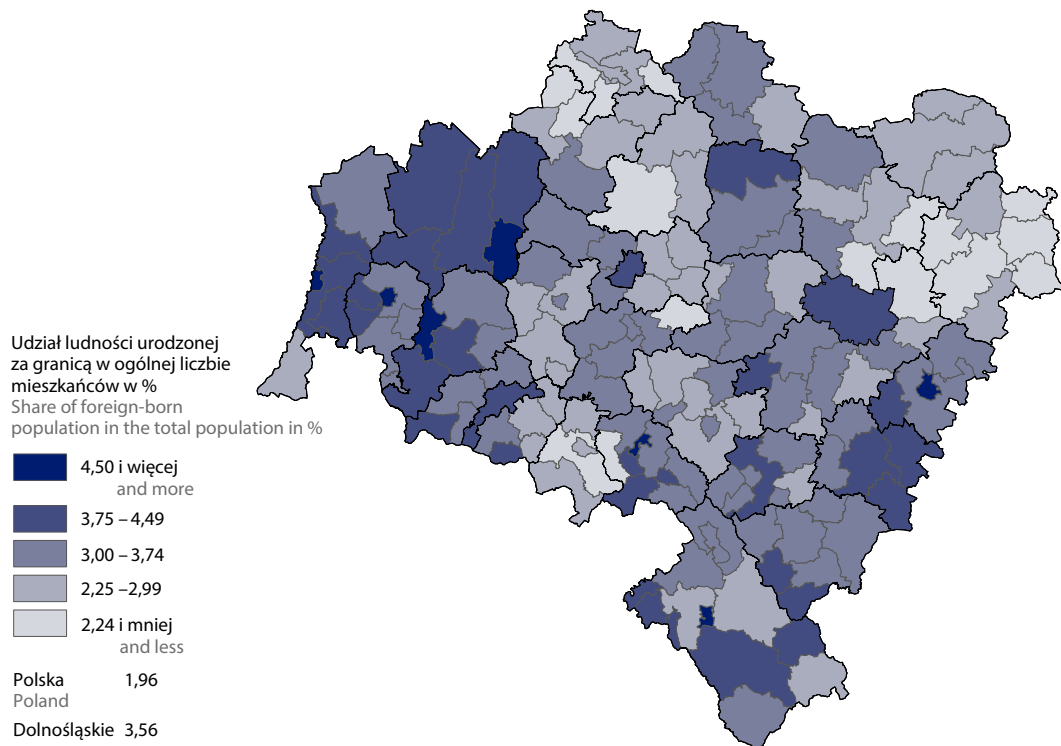 Udział ludności urodzonej
za granicą w ogólnej liczbie
mieszkańców w %
Share of foreign-born
population in the total population in %
4,50 i więcej
and more
3,75 – 4,49
3,00 – 3,74
2,25 – 2,99
2,24 i mniej
and less
Polska 1,96
Poland
Dolnośląskie 3,56